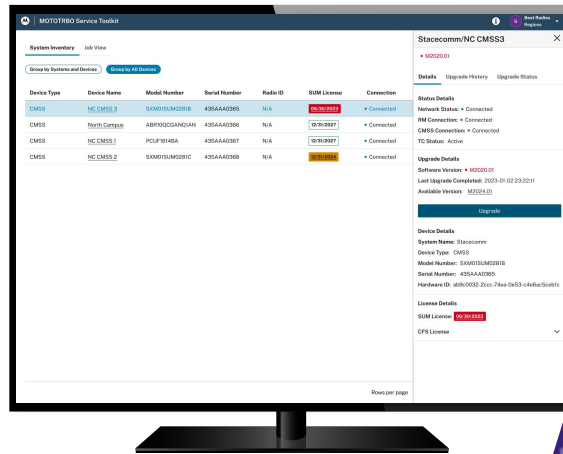 MOTOTRBO Service Toolkit
Best Radios
Regions
System Inventory Job View
Group by Systems and Devices Group by All Devices
Device Type Device Name Model Number Serial Number Radio ID SUM License Connection
CMSS NC CMSS 3 SXM01SUM0281B 435AAA0365 N/A 06/30/2023 Connected
CMSS North Campus ABR10QCGANQ1AN 435AAA0366 N/A 12/31/2027 Connected
CMSS NC CMSS 1 PCUF1614BA 435AAA0367 N/A 12/31/2027 Connected
CMSS NC CMSS 2 SXM01SUM0281C 435AAA0368 N/A 12/31/2024 Connected
Rows per page
Stacecomm/NC CMSS3
M2020.01
Details Upgrade History Upgrade Status
Status Details
Network Status: Connected
RM Connection: Connected
CMSS Connection: Connected
TC Status: Active
Upgrade Details
Software Version: M2020.01
Last Upgrade Completed: 2023-01-02 23:22:11
Available Version: M2024.01
Upgrade
Device Details
System Name: Stacecomm
Device Type: CMSS
Model Number: SXM01SUM0281B
Serial Number: 435AAA0365
Hardware ID: ab9c0032-2ccc-74ea-0e53-c4e6ac5ceb1c
License Details
SUM License: 06/30/2023
CFS License